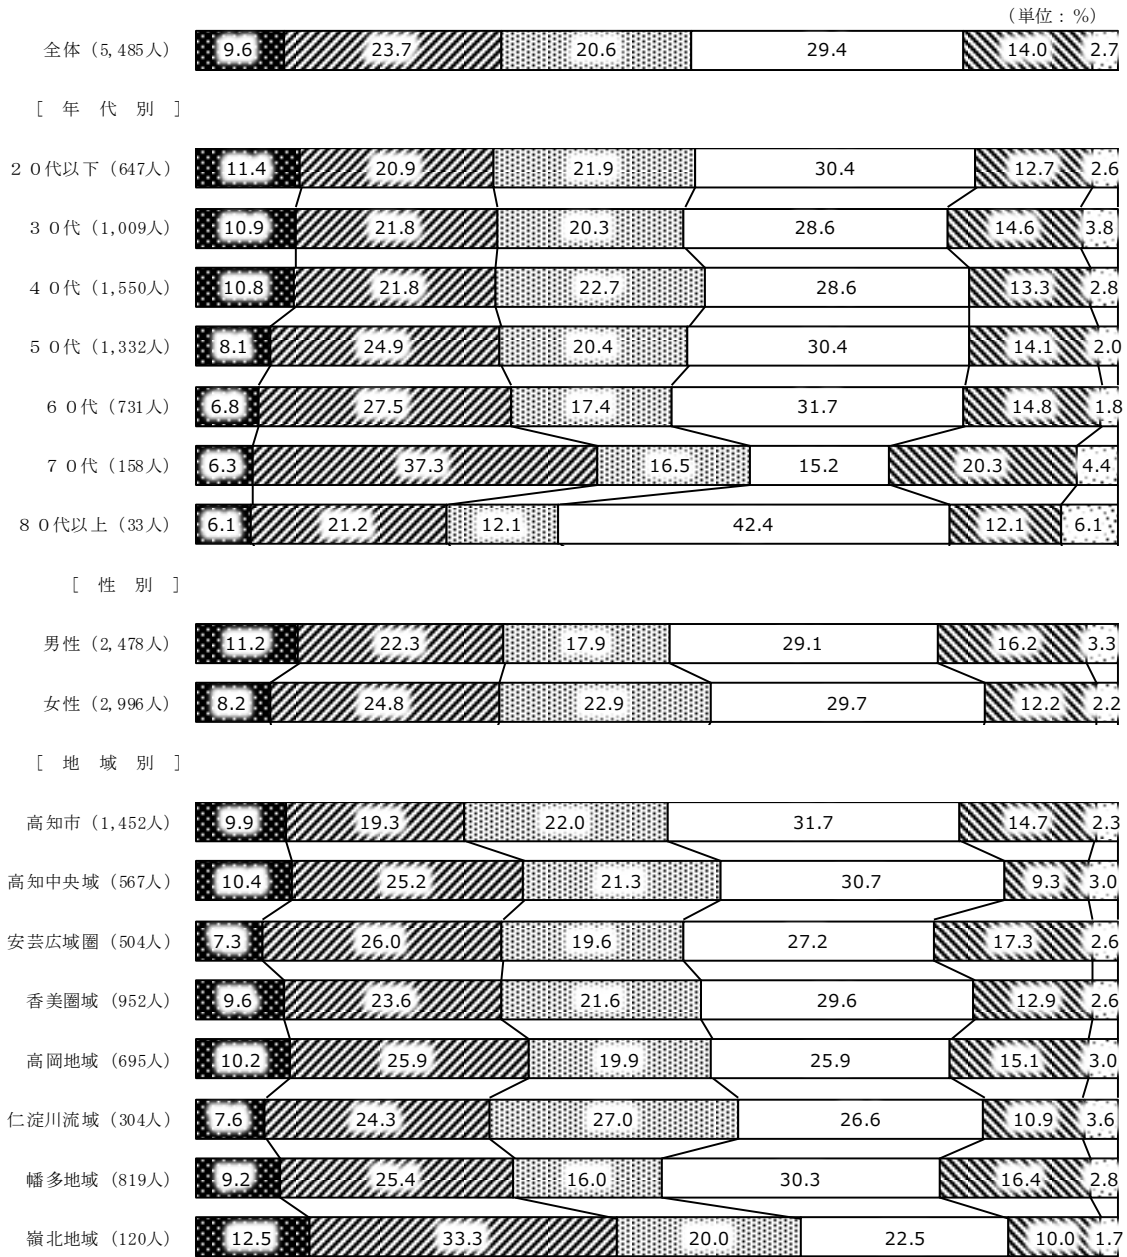 （単位：%）
全体（5,485人） 9.6 23.7 20.6 29.4 14.0 2.7
［ 年 代 別 ］
２０代以下（647人） 11.4 20.9 21.9 30.4 12.7 2.6
３０代（1,009人） 10.9 21.8 20.3 28.6 14.6 3.8
４０代（1,550人） 10.8 21.8 22.7 28.6 13.3 2.8
５０代（1,332人） 8.1 24.9 20.4 30.4 14.1 2.0
６０代（731人） 6.8 27.5 17.4 31.7 14.8 1.8
７０代（158人） 6.3 37.3 16.5 15.2 20.3 4.4
８０代以上（33人） 6.1 21.2 12.1 42.4 12.1 6.1
［ 性 別 ］
男性（2,478人） 11.2 22.3 17.9 29.1 16.2 3.3
女性（2,996人） 8.2 24.8 22.9 29.7 12.2 2.2
［ 地 域 別 ］
高知市（1,452人） 9.9 19.3 22.0 31.7 14.7 2.3
高知中央域（567人） 10.4 25.2 21.3 30.7 9.3 3.0
安芸広域圏（504人） 7.3 26.0 19.6 27.2 17.3 2.6
香美圏域（952人） 9.6 23.6 21.6 29.6 12.9 2.6
高岡地域（695人） 10.2 25.9 19.9 25.9 15.1 3.0
仁淀川流域（304人） 7.6 24.3 27.0 26.6 10.9 3.6
幡多地域（819人） 9.2 25.4 16.0 30.3 16.4 2.8
嶺北地域（120人） 12.5 33.3 20.0 22.5 10.0 1.7